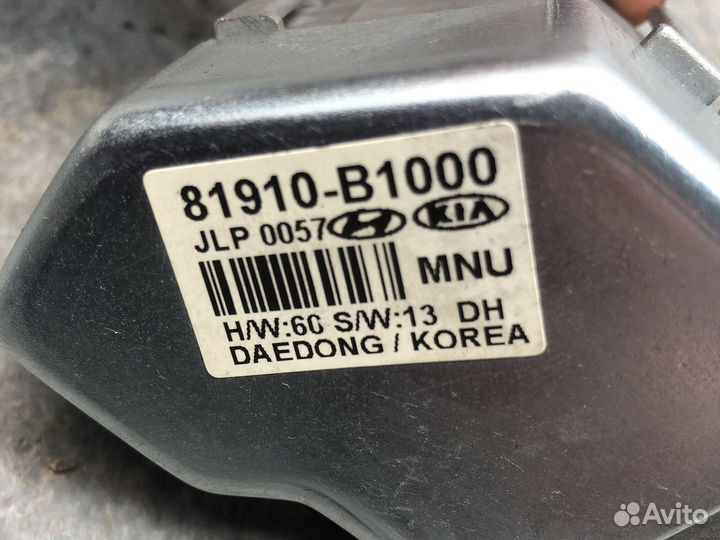 81910-B1000
JLP 0057 KIA
MNU
H/W:60 S/W:13 DH
DAEDONG / KOREA
Avito